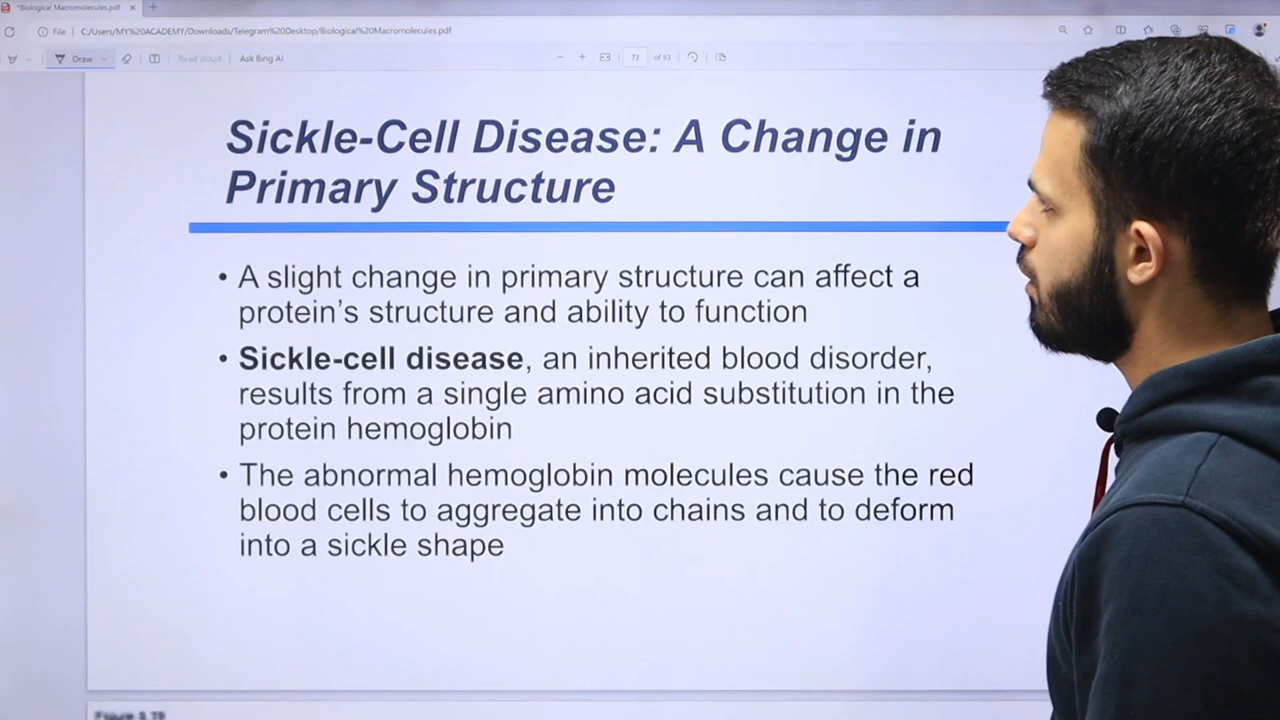 *Biological Macromolecules.pdf
File
C:/Users/MY%20ACADEMY/Downloads/Telegram%20Desktop/Biological%20Macromolecules.pdf
Draw
Read aloud
Ask Bing AI
72
of 93
Sickle-Cell Disease: A Change in
Primary Structure
• A slight change in primary structure can affect a
protein’s structure and ability to function
• Sickle-cell disease, an inherited blood disorder,
results from a single amino acid substitution in the
protein hemoglobin
• The abnormal hemoglobin molecules cause the red
blood cells to aggregate into chains and to deform
into a sickle shape